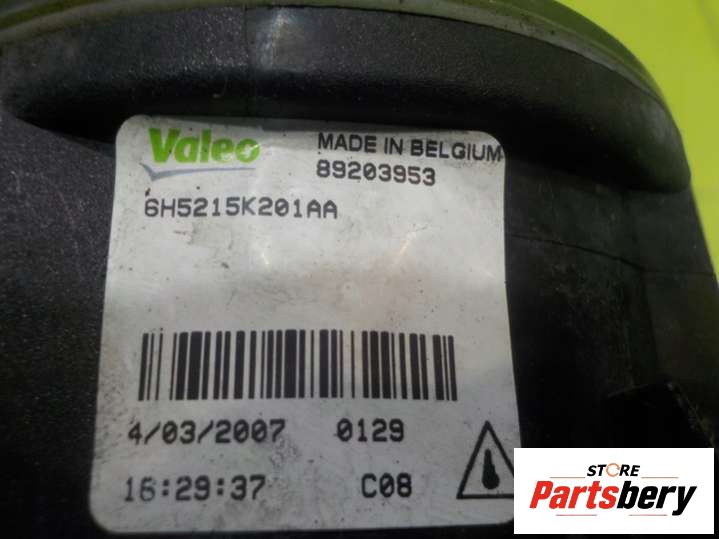 Valeo
MADE IN BELGIUM
89203953
6H5215K201AA
4/03/2007 0129
16:29:37 C08
STORE
Partsbery